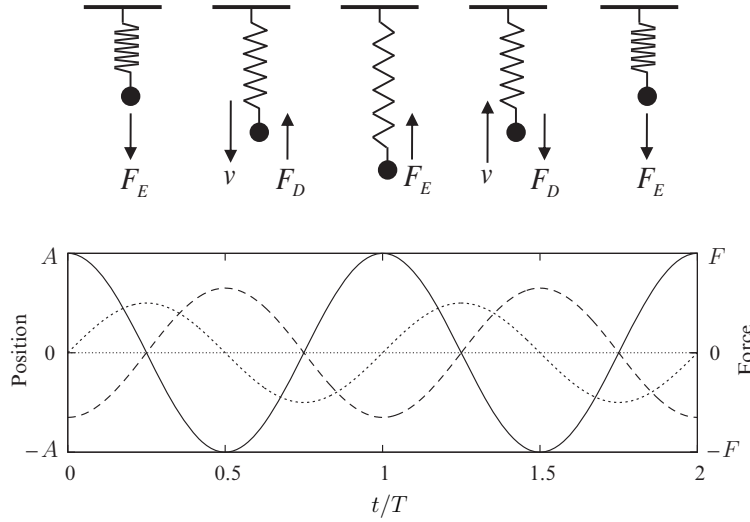 F_E v F_D F_E v F_D F_E
A F
Position 0 0 Force
−A −F
0 0.5 1 1.5 2
t/T